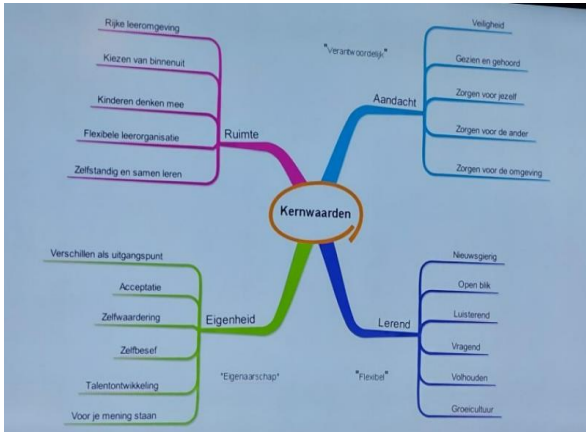 Rijke leeromgeving
Kiezen van binnenuit
Kinderen denken mee
Flexibele leerorganisatie
Zelfstandig en samen leren
Ruimte
"Verantwoordelijk"
Aandacht
Veiligheid
Gezien en gehoord
Zorgen voor jezelf
Zorgen voor de ander
Zorgen voor de omgeving
Kernwaarden
Verschillen als uitgangspunt
Acceptatie
Zelfwaardering
Zelfbesef
Talentontwikkeling
Voor je mening staan
Eigenheid
"Eigenaarschap"
Lerend
"Flexibel"
Nieuwsgierig
Open blik
Luisterend
Vragend
Volhouden
Groeicultuur